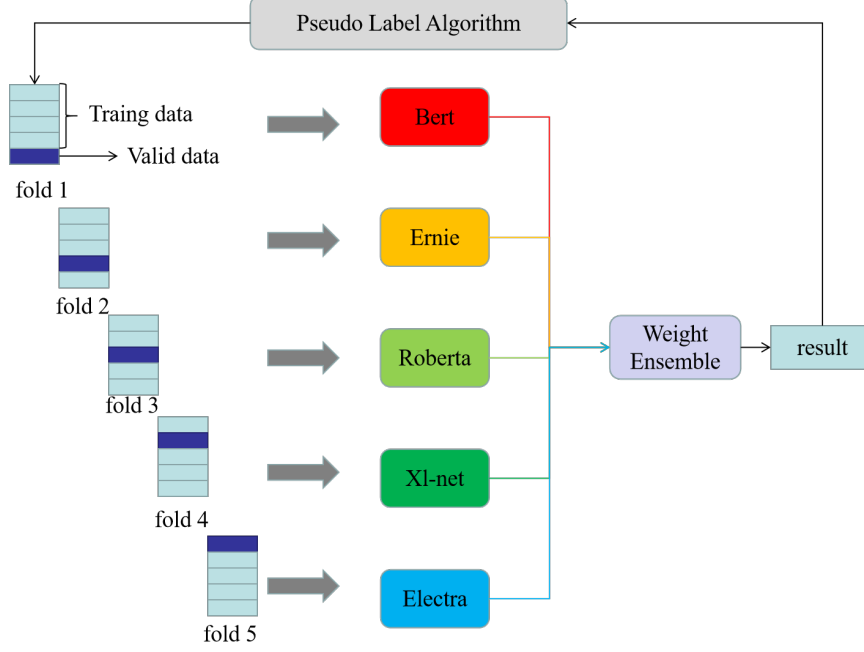 Pseudo Label Algorithm
Traing data
Valid data
fold 1
Bert
fold 2
Ernie
fold 3
Roberta
Weight
Ensemble
result
fold 4
Xl-net
fold 5
Electra